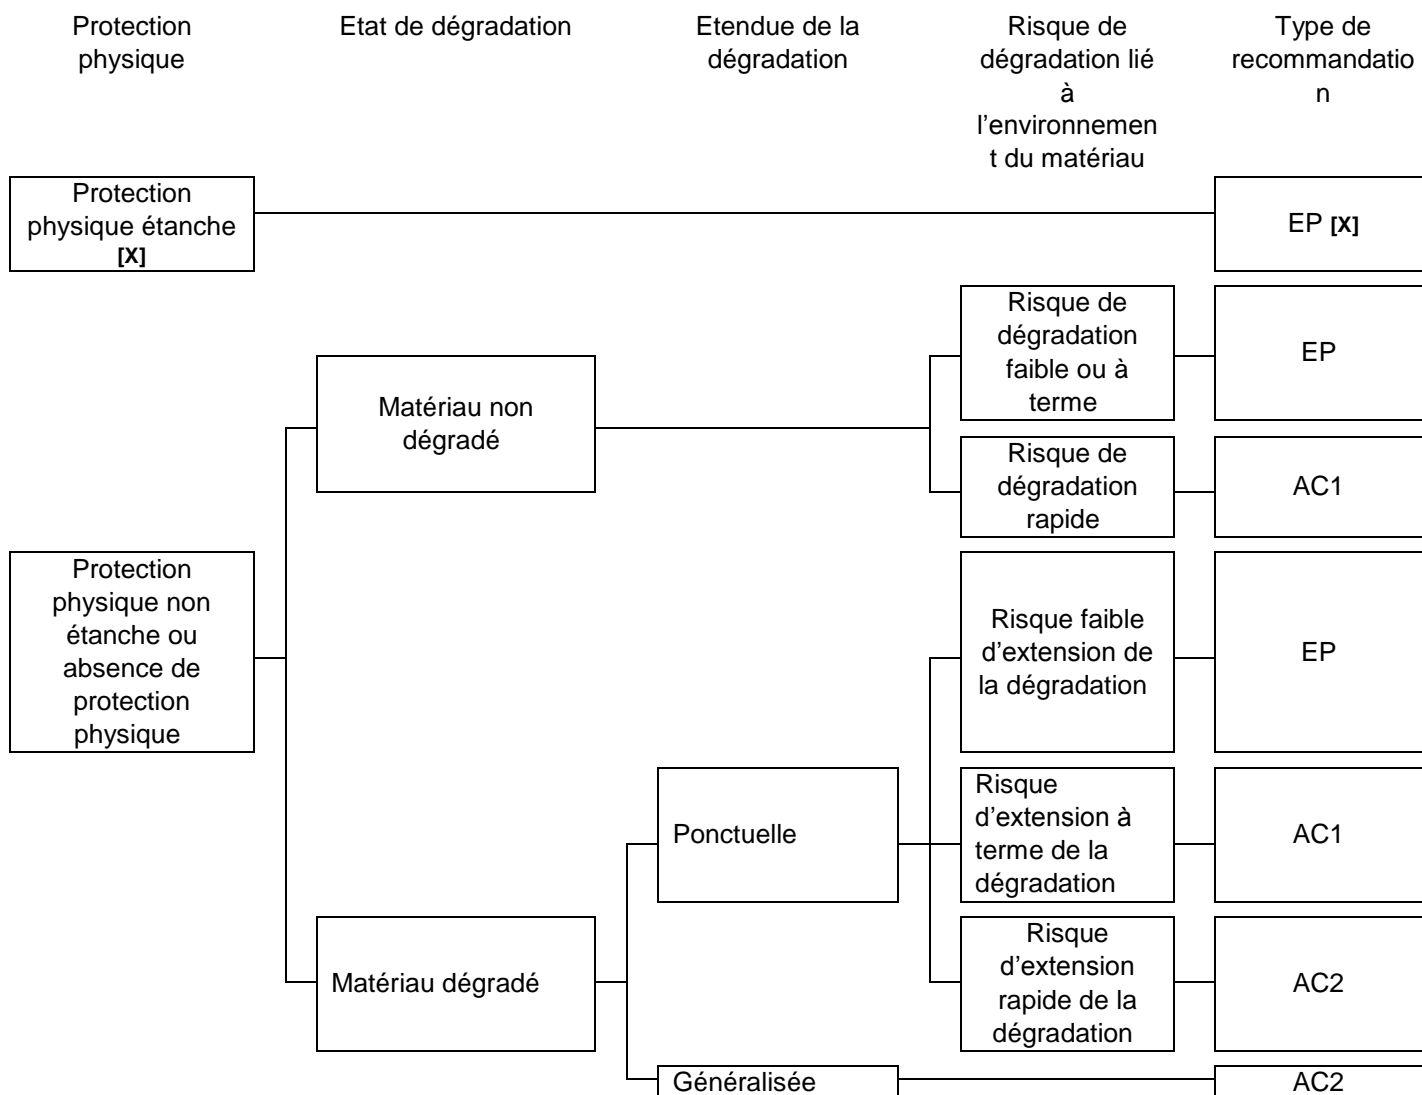 Protection
physique
Etat de dégradation
Etendue de la
dégradation
Risque de
dégradation lié
à
l’environnemen
t du matériau
Type de
recommandatio
n
Protection
physique étanche
[X]
EP [X]
Risque de
dégradation
faible ou à
terme
EP
Matériau non
dégradé
Risque de
dégradation
rapide
AC1
Protection
physique non
étanche ou
absence de
protection
physique
Risque faible
d’extension de
la dégradation
EP
Ponctuelle
Risque
d’extension à
terme de la
dégradation
AC1
Matériau dégradé
Risque
d’extension
rapide de la
dégradation
AC2
Généralisée
AC2